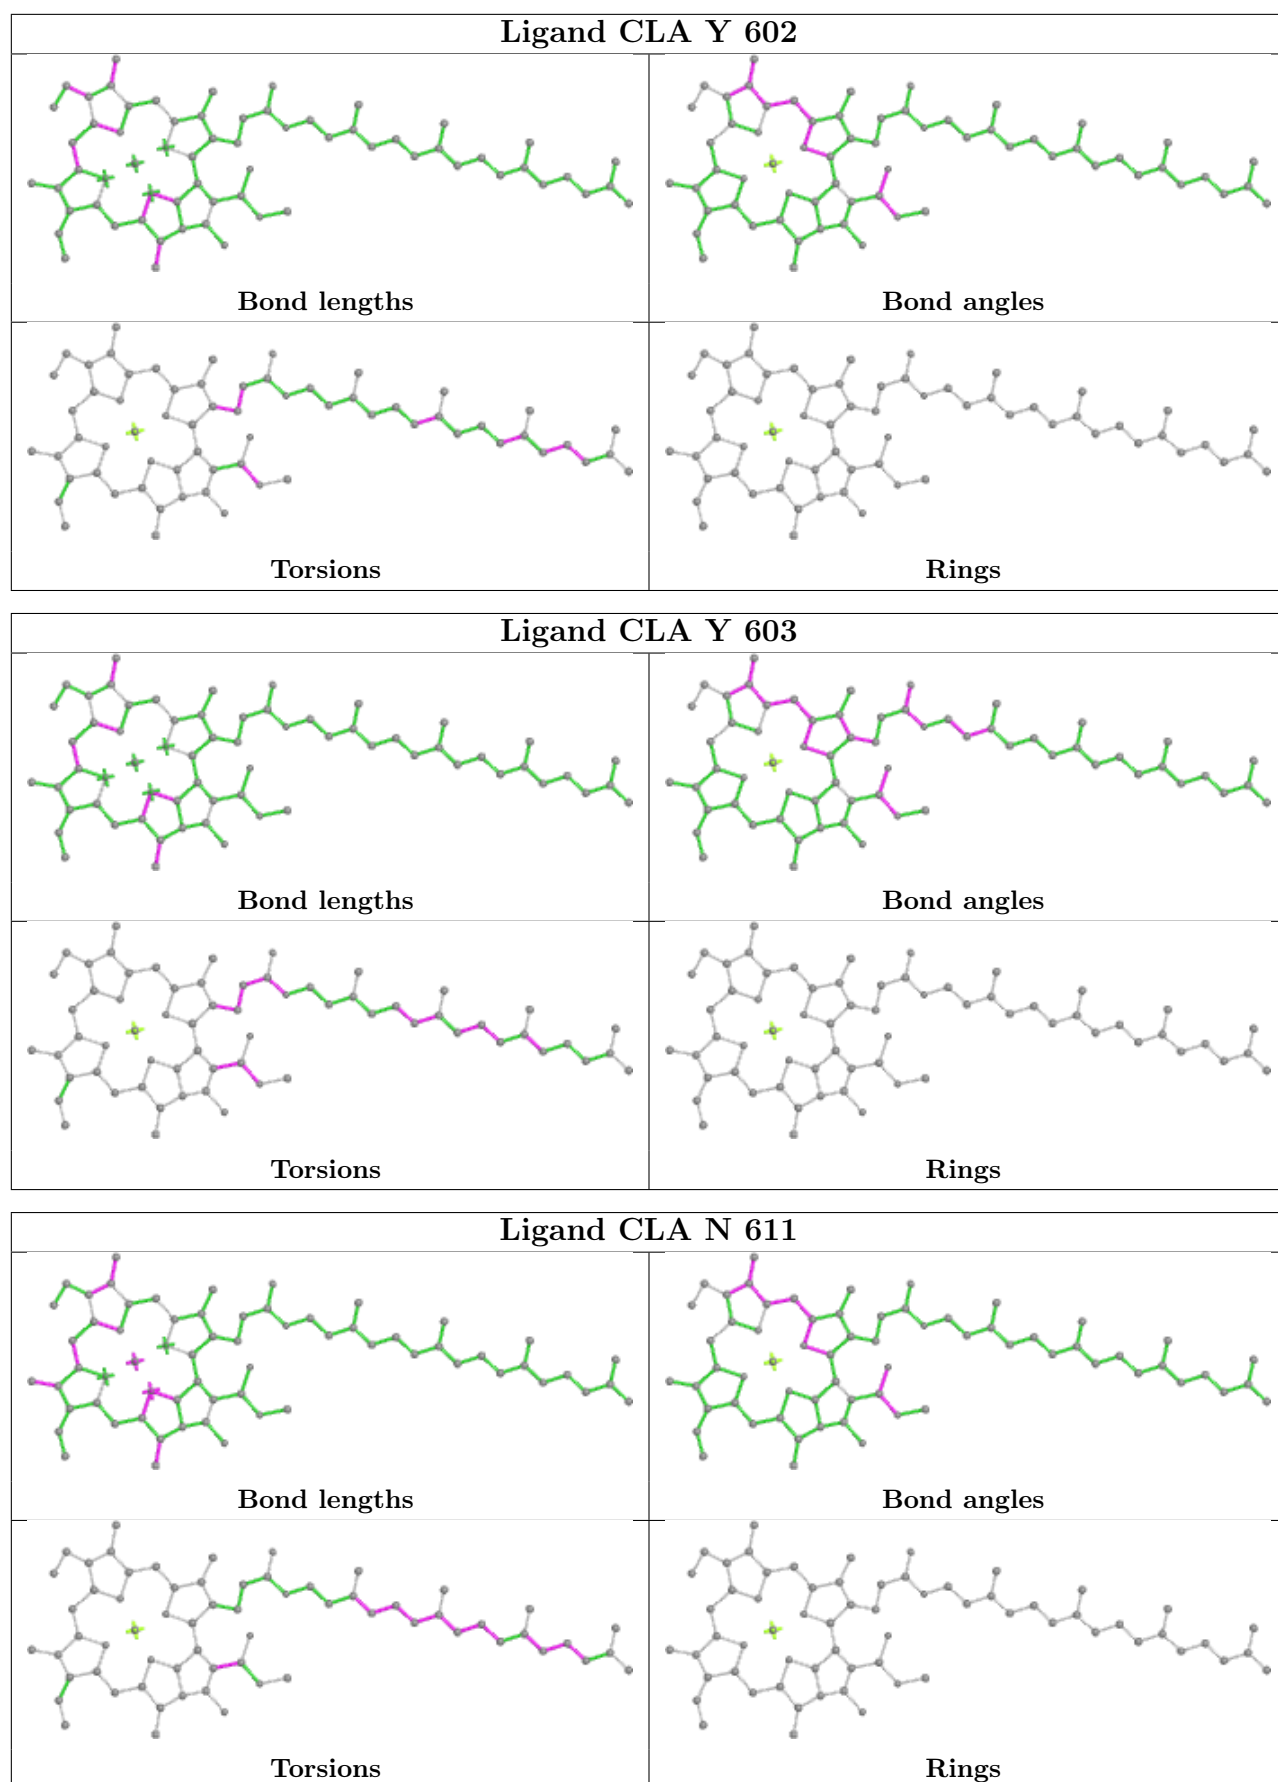 Ligand CLA Y 602
Bond lengths
Bond angles
Torsions
Rings
Ligand CLA Y 603
Bond lengths
Bond angles
Torsions
Rings
Ligand CLA N 611
Bond lengths
Bond angles
Torsions
Rings